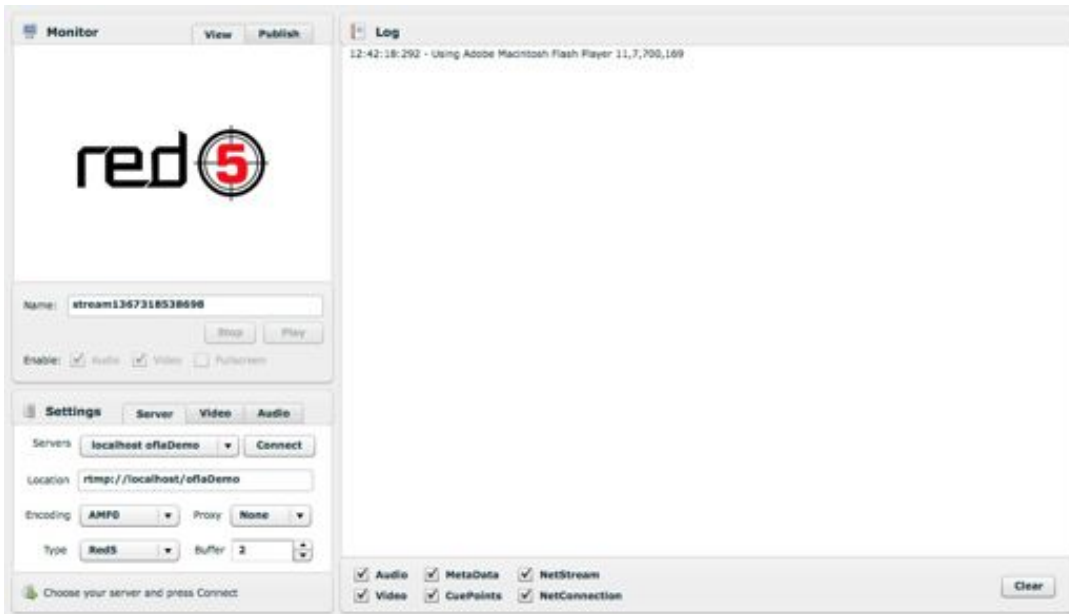 Monitor View Publish
red5
Name: stream1367318538698
Stop Play
Enable: Audio Video Fullscreen
Settings Server Video Audio
Servers localhost oflaDemo Connect
Location rtmp://localhost/oflaDemo
Encoding AMF0 Proxy None
Type Red5 Buffer 2
Choose your server and press Connect
Log
12:42:18:292 - Using Adobe Macintosh Flash Player 11,7,700,169
Audio MetaData NetStream
Video CuePoints NetConnection
Clear